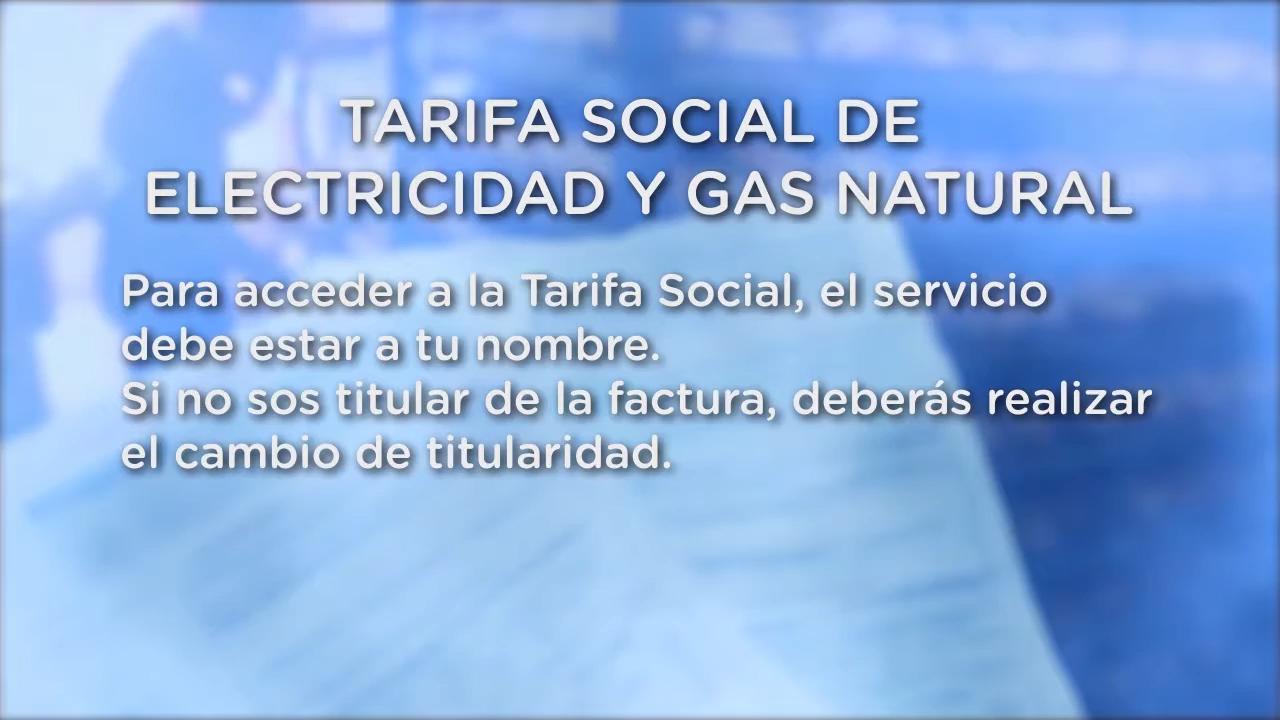 TARIFA SOCIAL DE
ELECTRICIDAD Y GAS NATURAL
Para acceder a la Tarifa Social, el servicio
debe estar a tu nombre.
Si no sos titular de la factura, deberás realizar
el cambio de titularidad.